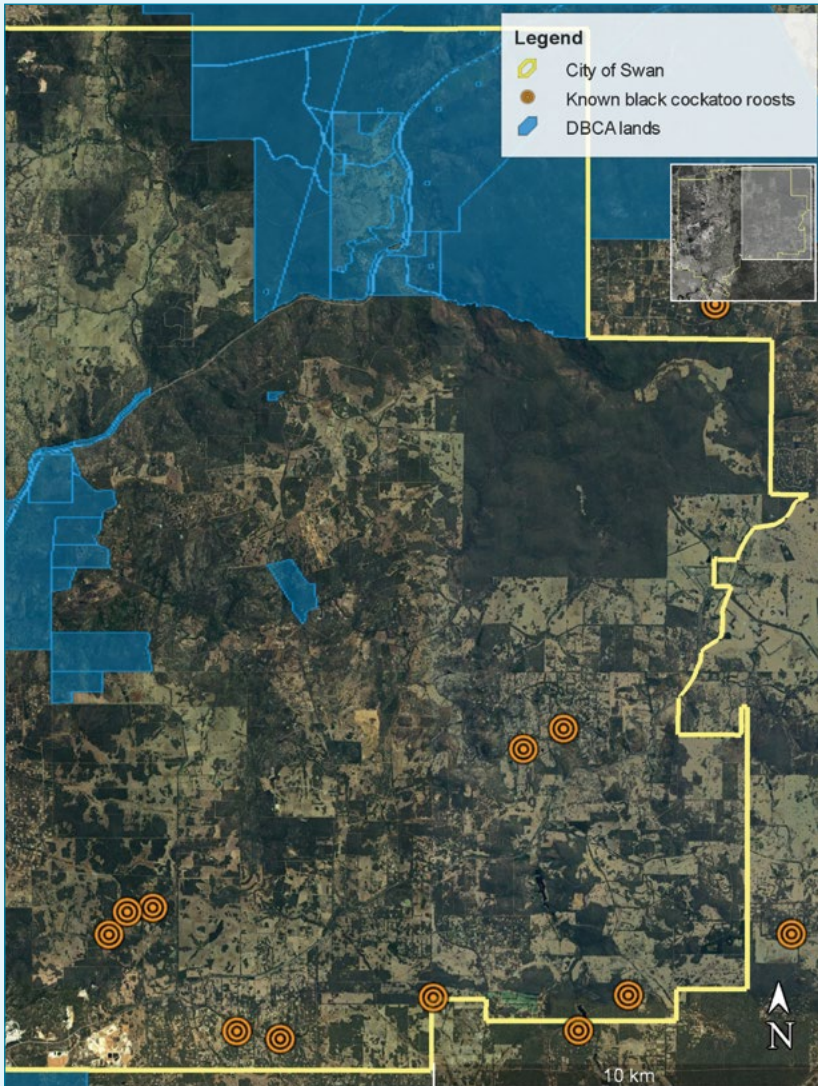 Legend
City of Swan
Known black cockatoo roosts
DBCA lands
N
10 km